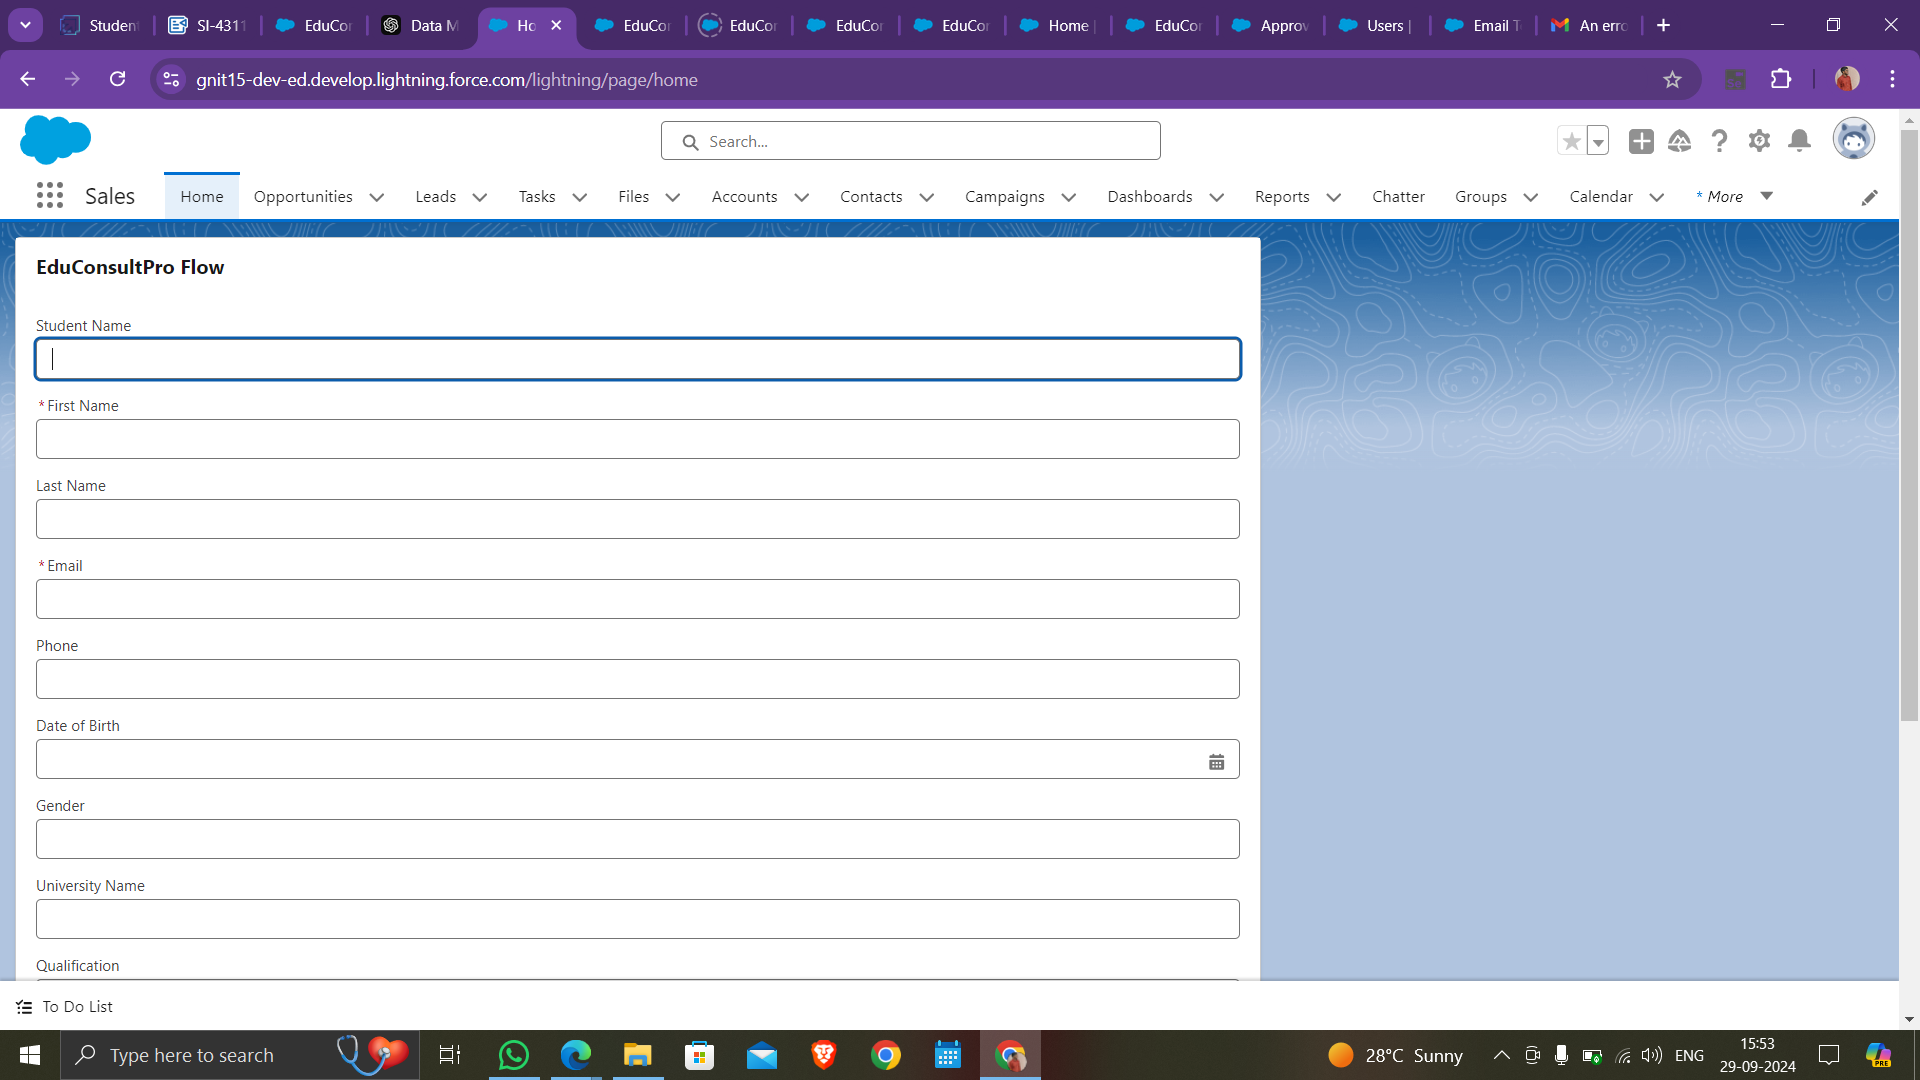 Studen
SI-4311
EduCor
Data M
Ho
EduCor
EduCor
EduCor
EduCor
Home |
EduCor
Approv
Users |
Email T
An erro
gnit15-dev-ed.develop.lightning.force.com/lightning/page/home
Search...
Sales
Home
Opportunities
Leads
Tasks
Files
Accounts
Contacts
Campaigns
Dashboards
Reports
Chatter
Groups
Calendar
* More
EduConsultPro Flow
Student Name
*First Name
Last Name
*Email
Phone
Date of Birth
Gender
University Name
Qualification
To Do List
Type here to search
28°C Sunny
ENG
15:53
29-09-2024
PRE